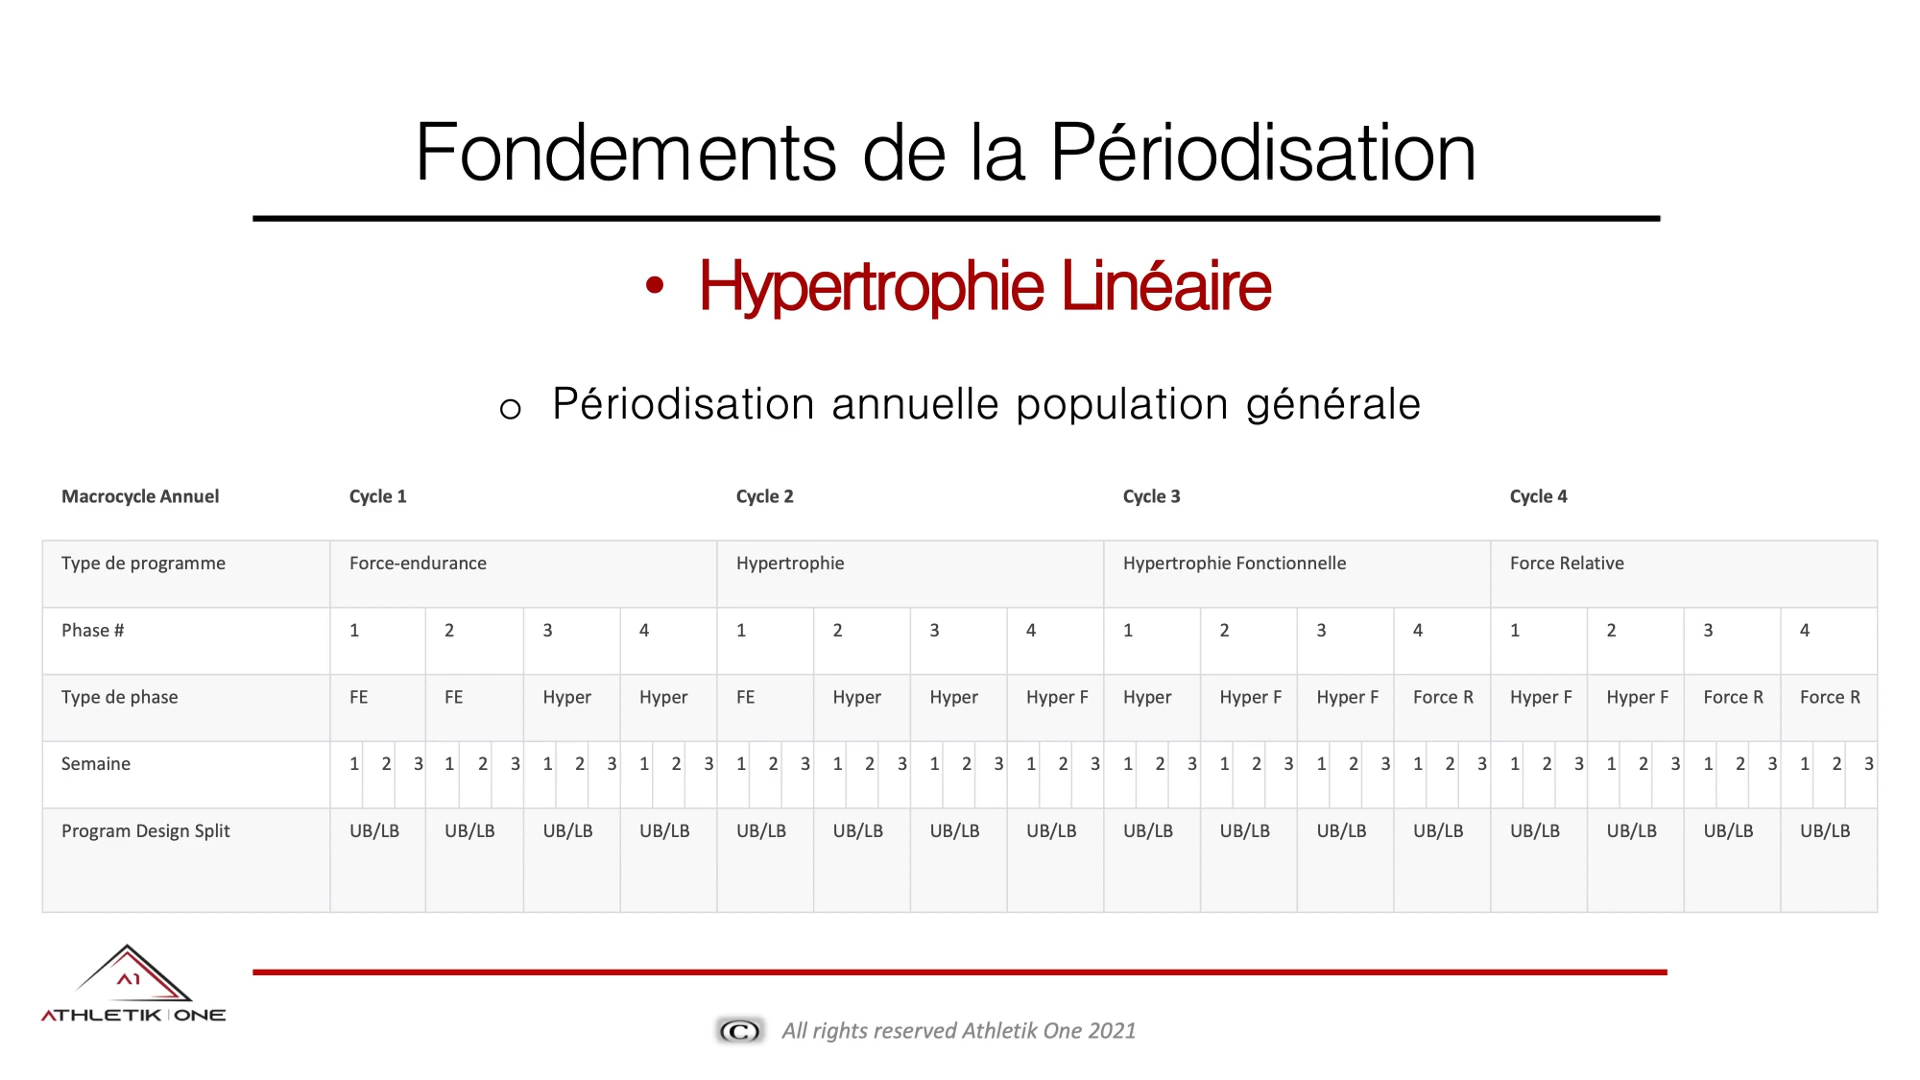 Fondements de la Périodisation
• Hypertrophie Linéaire
o Périodisation annuelle population générale
Macrocycle Annuel Cycle 1 Cycle 2 Cycle 3 Cycle 4
Type de programme Force-endurance Hypertrophie Hypertrophie Fonctionnelle Force Relative
Phase # 1 2 3 4 1 2 3 4 1 2 3 4 1 2 3 4
Type de phase FE FE Hyper Hyper FE Hyper Hyper Hyper F Hyper Hyper F Hyper F Force R Hyper F Hyper F Force R Force R
Semaine 1 2 3 1 2 3 1 2 3 1 2 3 1 2 3 1 2 3 1 2 3 1 2 3 1 2 3 1 2 3 1 2 3 1 2 3 1 2 3 1 2 3 1 2 3 1 2 3
Program Design Split UB/LB UB/LB UB/LB UB/LB UB/LB UB/LB UB/LB UB/LB UB/LB UB/LB UB/LB UB/LB UB/LB UB/LB UB/LB UB/LB
A1
ATHLETIK | ONE
© All rights reserved Athletik One 2021